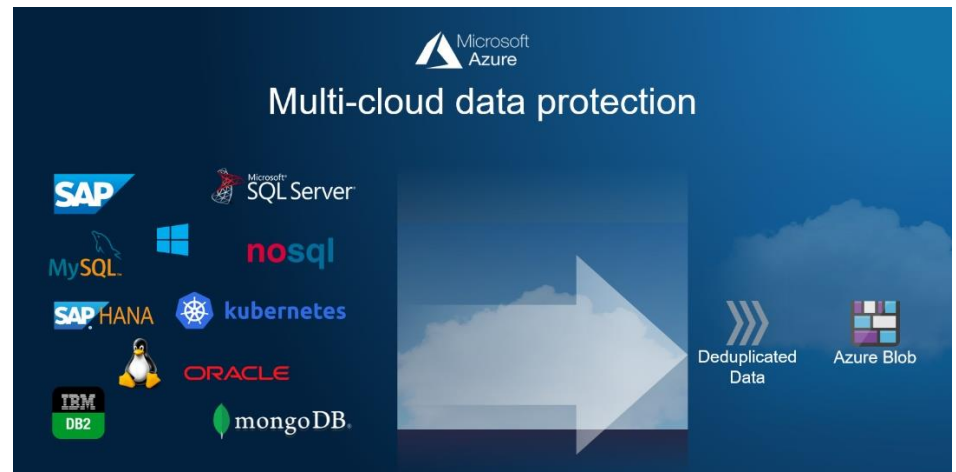 Microsoft
Azure
Multi-cloud data protection
SAP
Microsoft
SQL Server
MySQL
nosql
SAP HANA
kubernetes
ORACLE
IBM
DB2
mongoDB
Deduplicated
Data
Azure Blob